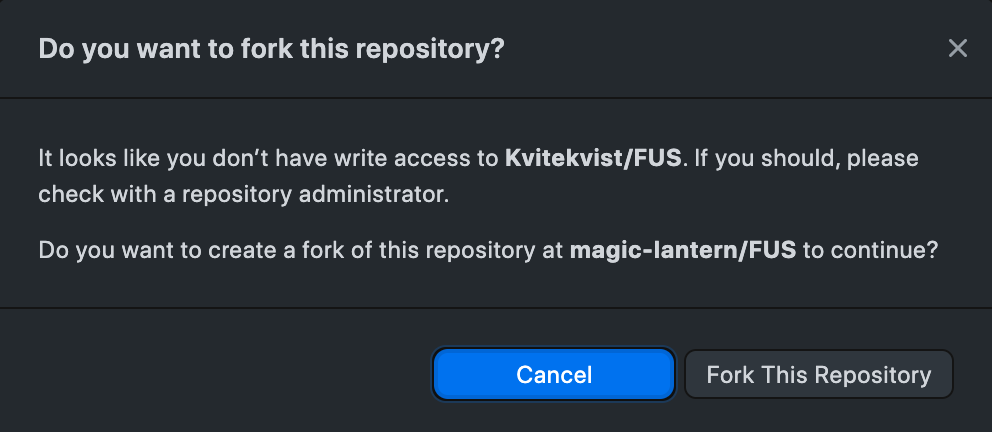 Do you want to fork this repository?
It looks like you don’t have write access to Kvitekvist/FUS. If you should, please
check with a repository administrator.
Do you want to create a fork of this repository at magic-lantern/FUS to continue?
Cancel
Fork This Repository